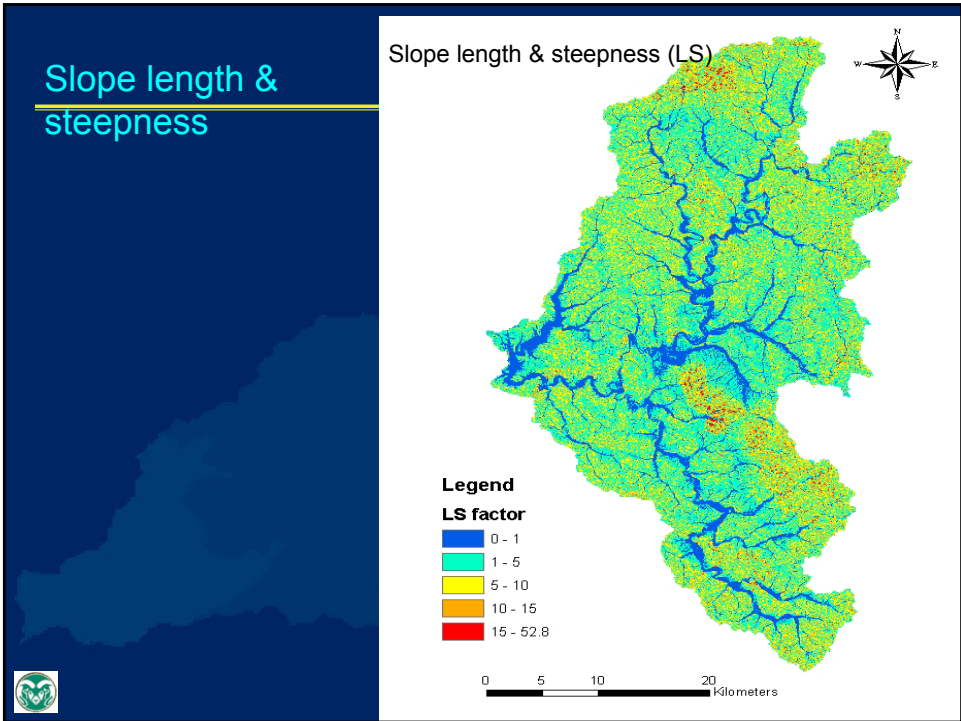 Slope length &
steepness
Slope length & steepness (LS)
N
W E
S
Legend
LS factor
0 - 1
1 - 5
5 - 10
10 - 15
15 - 52.8
0 5 10 20
Kilometers